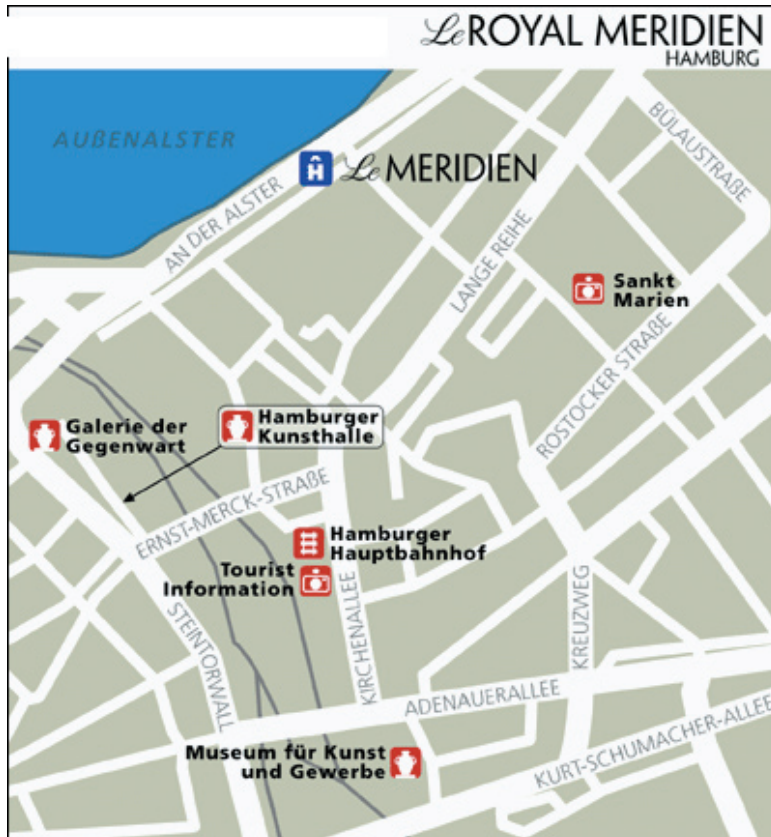 Le ROYAL MERIDIEN
HAMBURG
AUßENALSTER
BÜLAUSTRAßE
Le MERIDIEN
AN DER ALSTER
LANGE REIHE
Sankt
Marien
ROSTOCKER STRAßE
Galerie der
Gegenwart
Hamburger
Kunsthalle
ERNST-MERCK-STRAßE
Hamburger
Hauptbahnhof
Tourist
Information
STEINTORWALL
KIRCHENALLEE
KREUZWEG
ADENAUERALLEE
KURT-SCHUMACHER-ALLEE
Museum für Kunst
und Gewerbe